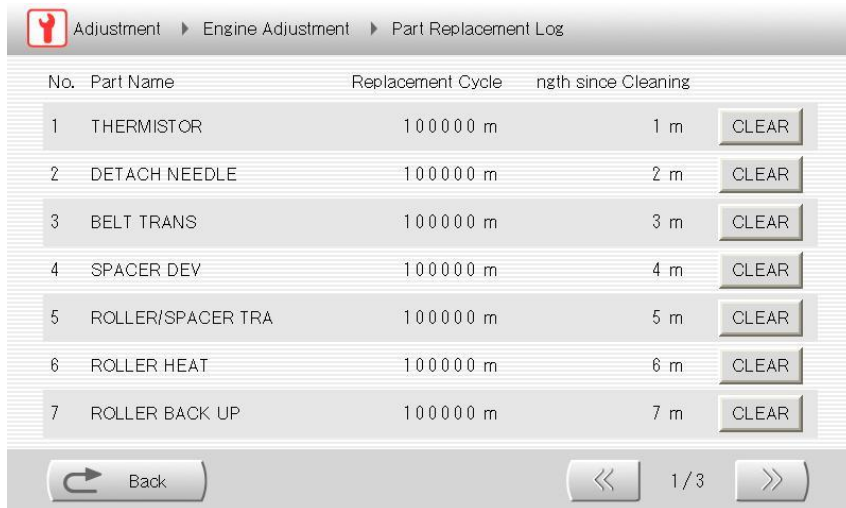 Adjustment ▶ Engine Adjustment ▶ Part Replacement Log
No. Part Name Replacement Cycle ngth since Cleaning
1 THERMISTOR 100000 m 1 m CLEAR
2 DETACH NEEDLE 100000 m 2 m CLEAR
3 BELT TRANS 100000 m 3 m CLEAR
4 SPACER DEV 100000 m 4 m CLEAR
5 ROLLER/SPACER TRA 100000 m 5 m CLEAR
6 ROLLER HEAT 100000 m 6 m CLEAR
7 ROLLER BACK UP 100000 m 7 m CLEAR
Back 1/3